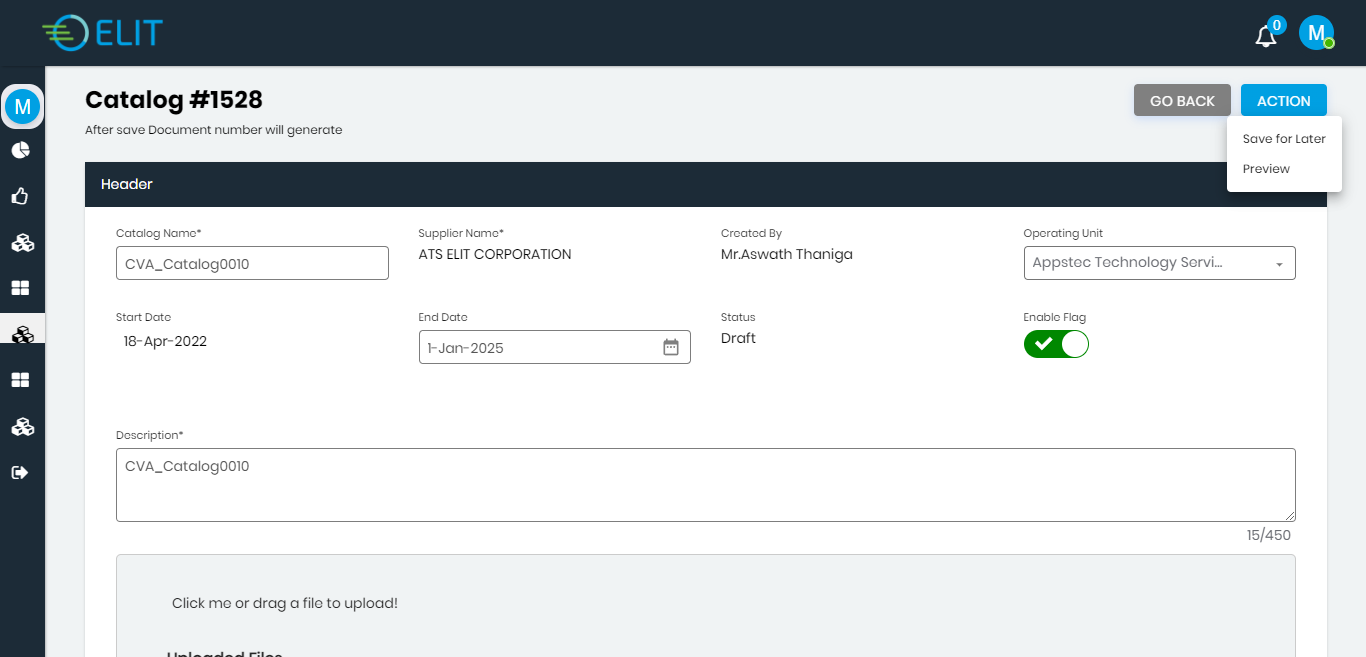 ELIT
0
M
M
Catalog #1528
GO BACK
ACTION
After save Document number will generate
Save for Later
Preview
Header
Catalog Name*
Supplier Name*
Created By
Operating Unit
CVA_Catalog0010
ATS ELIT CORPORATION
Mr.Aswath Thaniga
Appstec Technology Servi...
Start Date
End Date
Status
Enable Flag
18-Apr-2022
1-Jan-2025
Draft
Description*
CVA_Catalog0010
15/450
Click me or drag a file to upload!
Uploaded Files